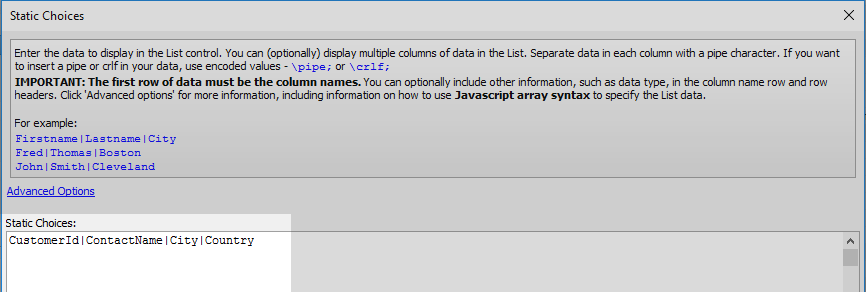 Static Choices
Enter the data to display in the List control. You can (optionally) display multiple columns of data in the List. Separate data in each column with a pipe character. If you want
to insert a pipe or crlf in your data, use encoded values - \pipe; or \crlf;
IMPORTANT: The first row of data must be the column names. You can optionally include other information, such as data type, in the column name row and row
headers. Click 'Advanced options' for more information, including information on how to use Javascript array syntax to specify the List data.
For example:
Firstname|Lastname|City
Fred|Thomas|Boston
John|Smith|Cleveland
Advanced Options
Static Choices:
CustomerId|ContactName|City|Country